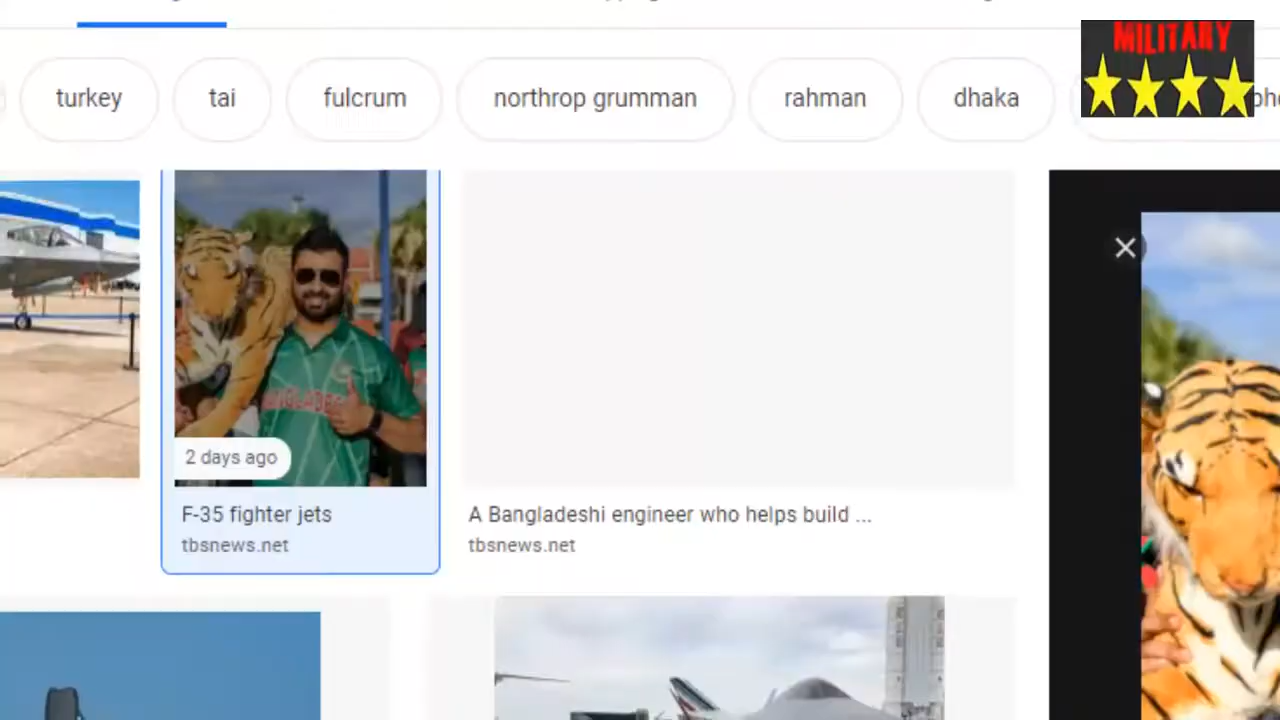 MILITARY
turkey
tai
fulcrum
northrop grumman
rahman
dhaka
BANGLADES
2 days ago
F-35 fighter jets
tbsnews.net
A Bangladeshi engineer who helps build ...
tbsnews.net